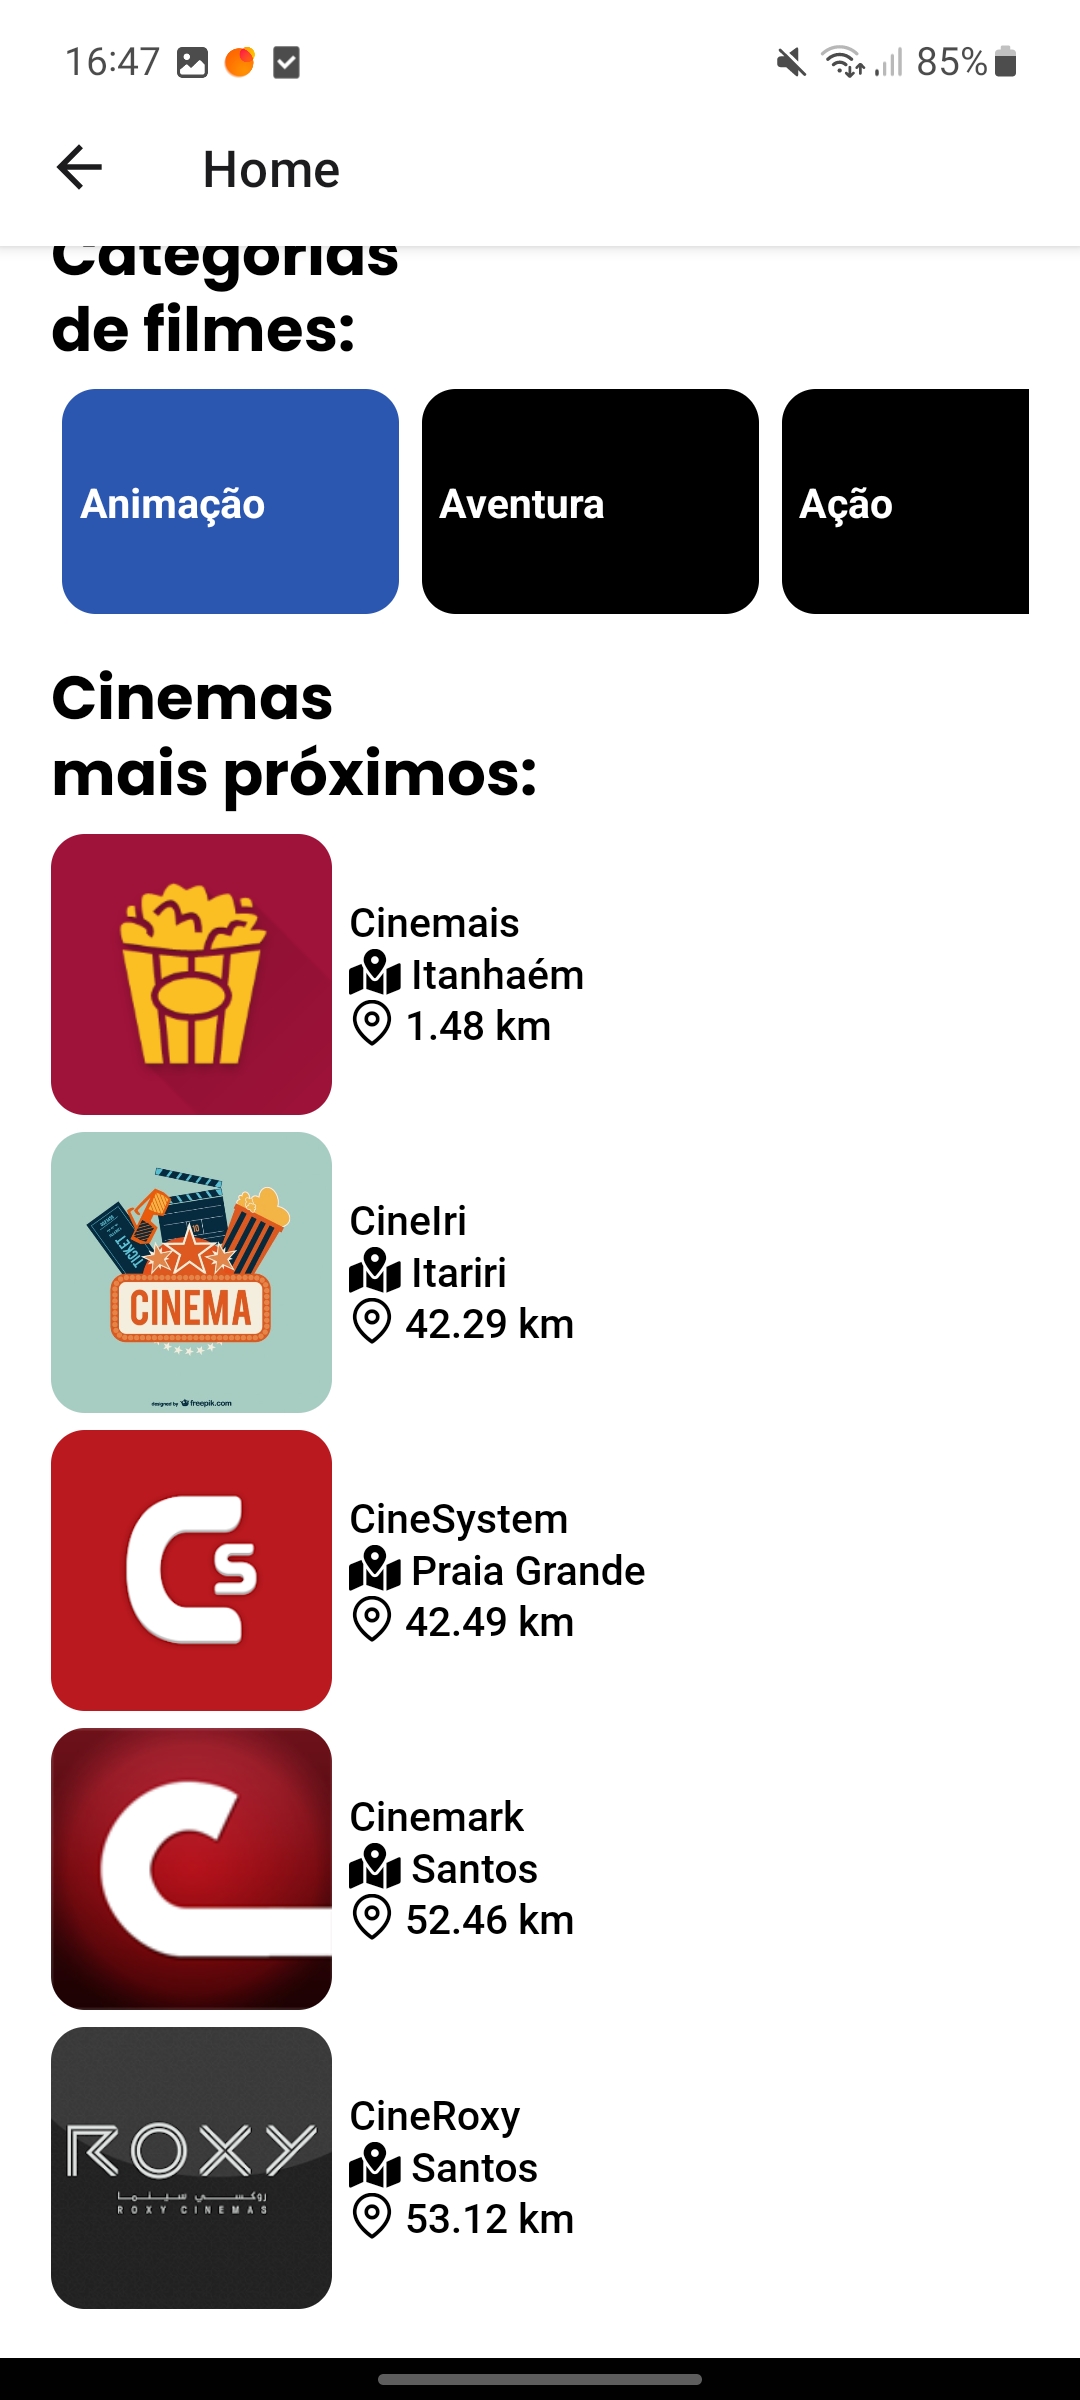 16:47
85%
Home
Categorias
de filmes:
Animação
Aventura
Ação
Cinemas
mais próximos:
Cinemais
Itanhaém
1.48 km
TICKET
CINEMA
designed by freepik.com
CineIri
Itariri
42.29 km
Cs
CineSystem
Praia Grande
42.49 km
C
Cinemark
Santos
52.46 km
ROXY
روكسي سينما
ROXY CINEMAS
CineRoxy
Santos
53.12 km